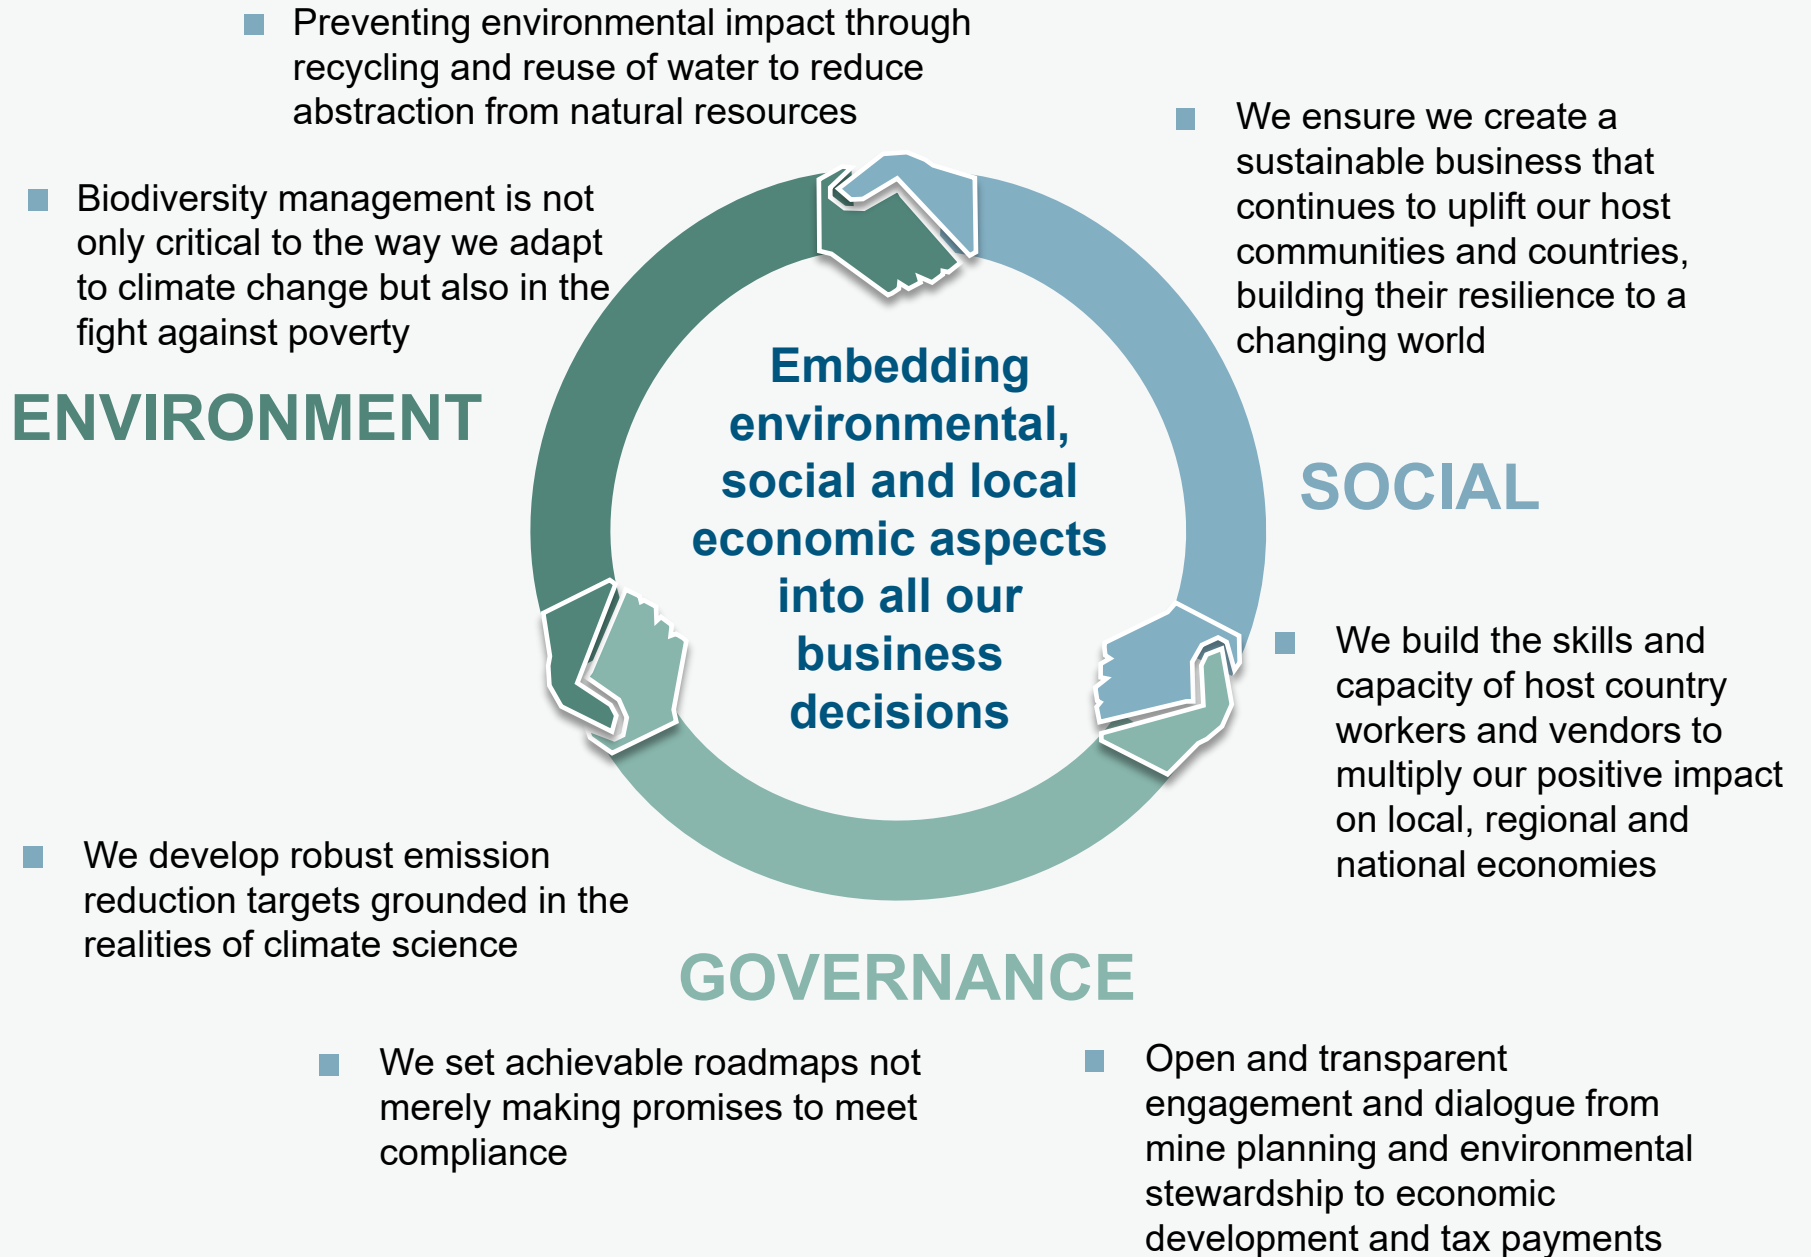 Preventing environmental impact through
recycling and reuse of water to reduce
abstraction from natural resources
Biodiversity management is not
only critical to the way we adapt
to climate change but also in the
fight against poverty
ENVIRONMENT
We ensure we create a
sustainable business that
continues to uplift our host
communities and countries,
building their resilience to a
changing world
Embedding
environmental,
social and local
economic aspects
into all our
business
decisions
SOCIAL
We build the skills and
capacity of host country
workers and vendors to
multiply our positive impact
on local, regional and
national economies
We develop robust emission
reduction targets grounded in the
realities of climate science
GOVERNANCE
We set achievable roadmaps not
merely making promises to meet
compliance
Open and transparent
engagement and dialogue from
mine planning and environmental
stewardship to economic
development and tax payments